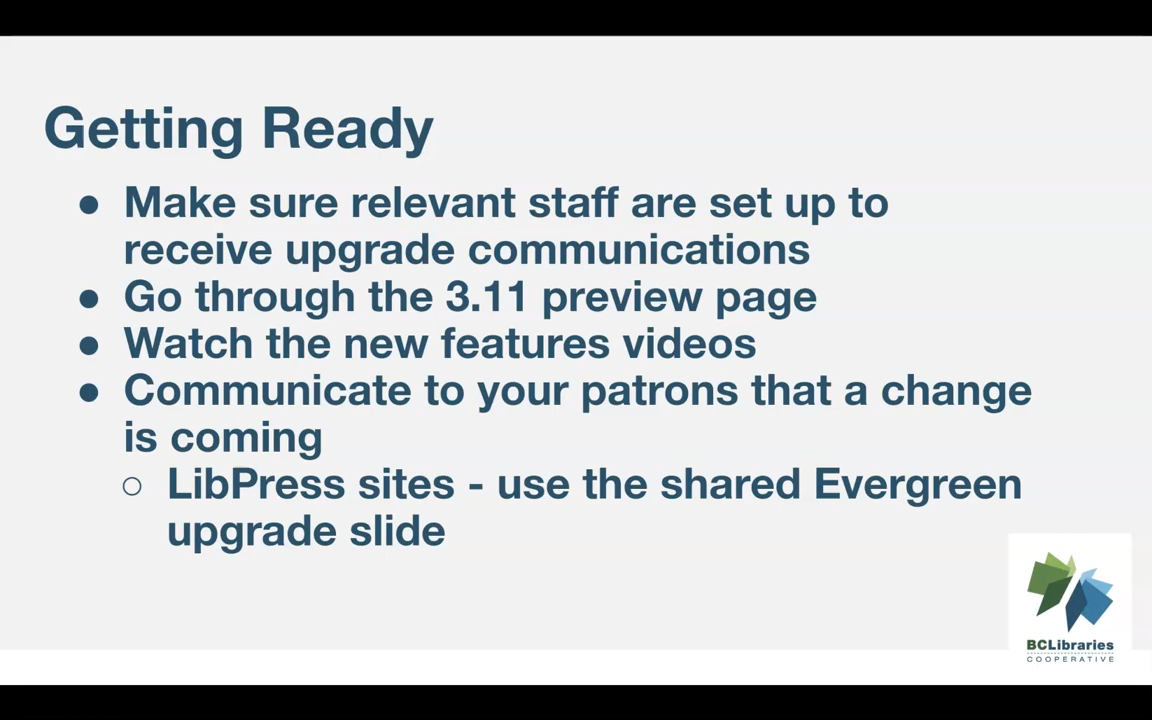 Getting Ready
● Make sure relevant staff are set up to
receive upgrade communications
● Go through the 3.11 preview page
● Watch the new features videos
● Communicate to your patrons that a change
is coming
○ LibPress sites - use the shared Evergreen
upgrade slide
BCLibraries
COOPERATIVE